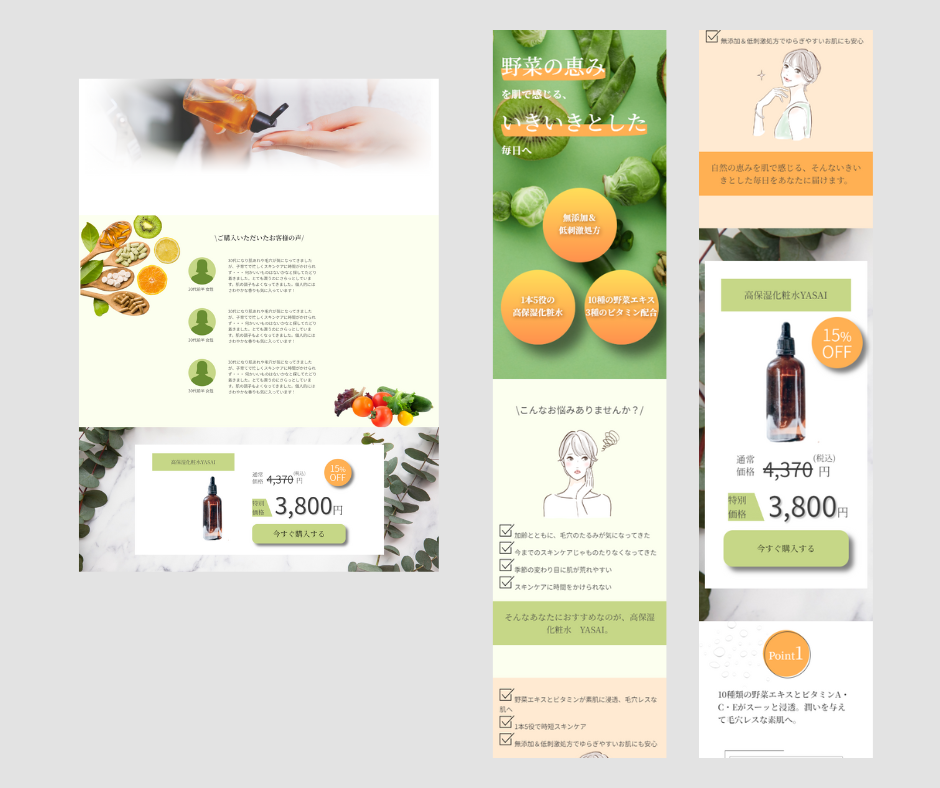 \ご購入いただいたお客様の声/
高保湿化粧水YASAI
通常
価格
4,370
(税込)
円
15%
OFF
特別
価格
3,800円
今すぐ購入する
野菜の恵み
を肌で感じる、
いきいきとした
毎日へ
無添加&
低刺激処方
1本5役の
高保湿化粧水
10種の野菜エキス
3種のビタミン配合
\こんなお悩みありませんか?/
加齢とともに、毛穴のたるみが気になってきた
今までのスキンケアじゃものたりなくなってきた
季節の変わり目に肌が荒れやすい
スキンケアに時間をかけられない
そんなあなたにおすすめなのが、高保湿
化粧水 YASAI。
野菜エキスとビタミンが素肌に浸透、毛穴レスな
肌へ
1本5役で時短スキンケア
無添加&低刺激処方でゆらぎやすいお肌にも安心
無添加&低刺激処方でゆらぎやすいお肌にも安心
自然の恵みを肌で感じる、そんないきい
きとした毎日をあなたに届けます。
高保湿化粧水YASAI
15%
OFF
通常
価格
4,370
(税込)
円
特別
価格
3,800円
今すぐ購入する
Point1
10種類の野菜エキスとビタミンA・
C・Eがスーッと浸透。潤いを与え
て毛穴レスな素肌へ。